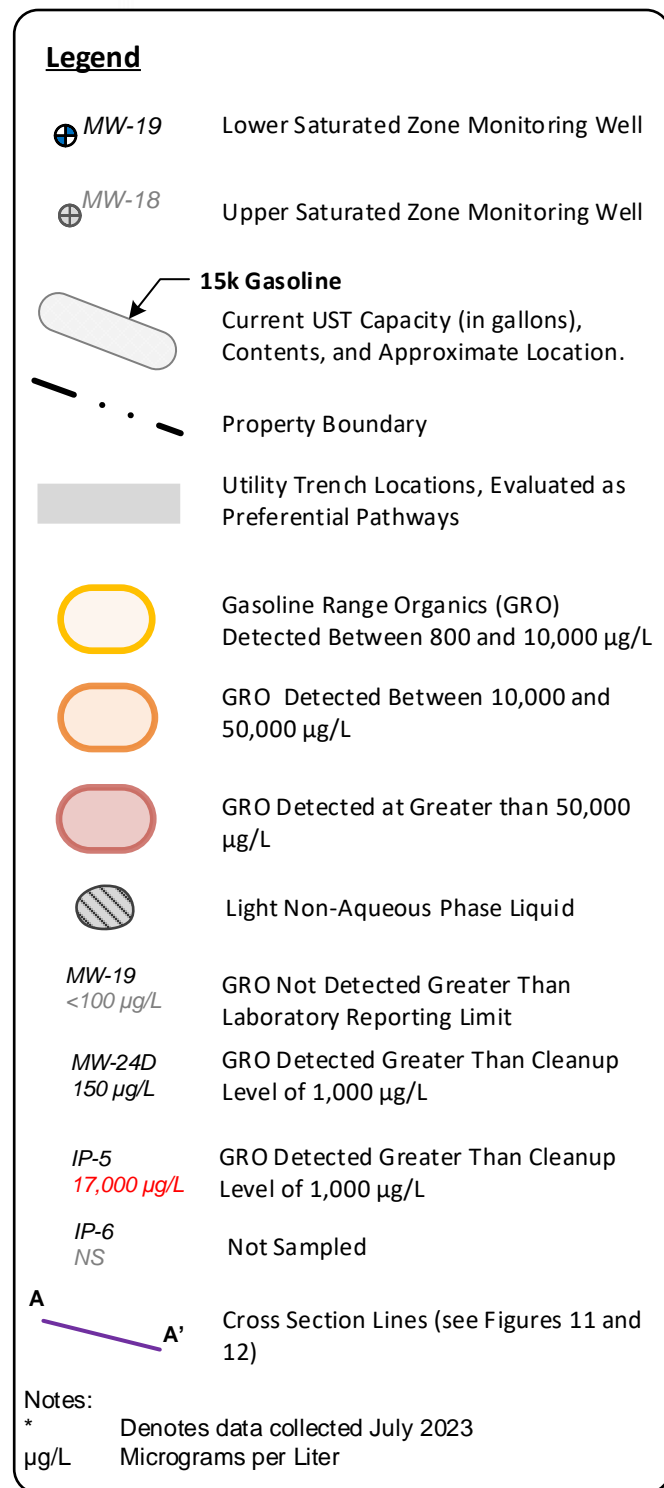 Legend
MW-19 Lower Saturated Zone Monitoring Well
MW-18 Upper Saturated Zone Monitoring Well
15k Gasoline
Current UST Capacity (in gallons),
Contents, and Approximate Location.
Property Boundary
Utility Trench Locations, Evaluated as
Preferential Pathways
Gasoline Range Organics (GRO)
Detected Between 800 and 10,000 µg/L
GRO Detected Between 10,000 and
50,000 µg/L
GRO Detected at Greater than 50,000
µg/L
Light Non-Aqueous Phase Liquid
MW-19 GRO Not Detected Greater Than
<100 µg/L Laboratory Reporting Limit
MW-24D GRO Detected Greater Than Cleanup
150 µg/L Level of 1,000 µg/L
IP-5 GRO Detected Greater Than Cleanup
17,000 µg/L Level of 1,000 µg/L
IP-6
NS Not Sampled
A A' Cross Section Lines (see Figures 11 and
12)
Notes:
* Denotes data collected July 2023
µg/L Micrograms per Liter